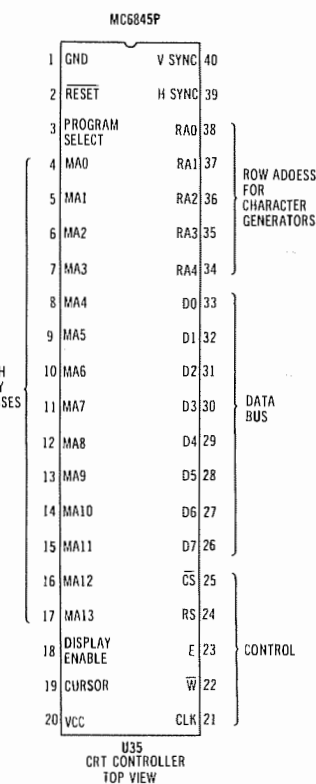 MC6845P
1 GND V SYNC 40
2 RESET H SYNC 39
3 PROGRAM SELECT RA0 38
4 MA0 RA1 37
5 MA1 RA2 36
6 MA2 RA3 35
7 MA3 RA4 34
8 MA4 D0 33
9 MA5 D1 32
10 MA6 D2 31
11 MA7 D3 30
12 MA8 D4 29
13 MA9 D5 28
14 MA10 D6 27
15 MA11 D7 26
16 MA12 CS 25
17 MA13 RS 24
18 DISPLAY ENABLE E 23
19 CURSOR W 22
20 VCC CLK 21
ROW ADDESS
FOR
CHARACTER
GENERATORS
DATA
BUS
CONTROL
H
Y
SES
U35
CRT CONTROLLER
TOP VIEW